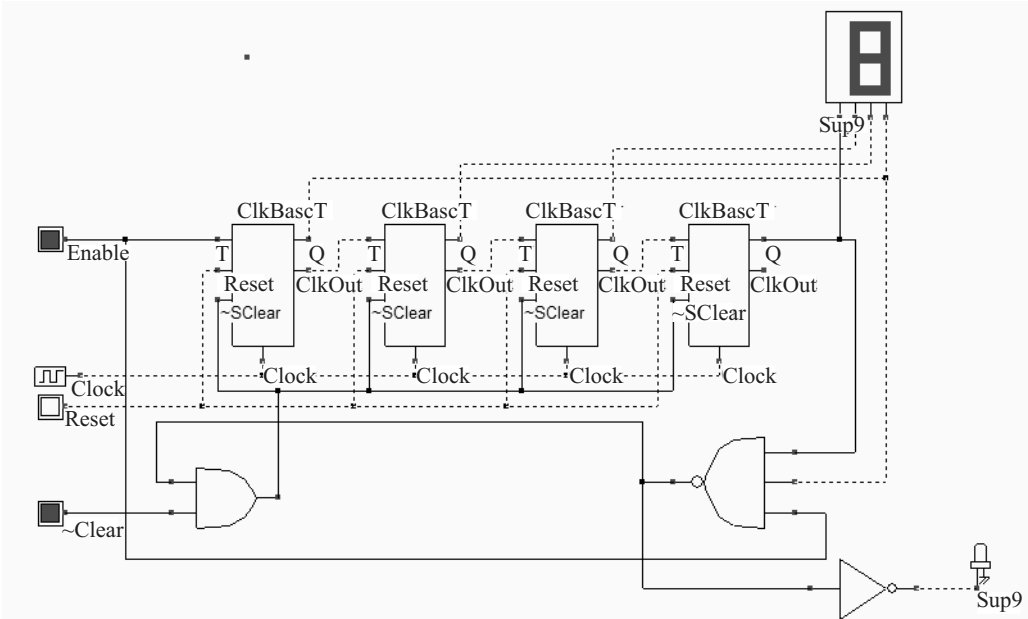 Sup9
ClkBascT ClkBascT ClkBascT ClkBascT
Enable T Q T Q T Q T Q
Reset ClkOut Reset ClkOut Reset ClkOut Reset ClkOut
~SClear ~SClear ~SClear ~SClear
Clock Clock Clock Clock Clock
Reset
~Clear
Sup9